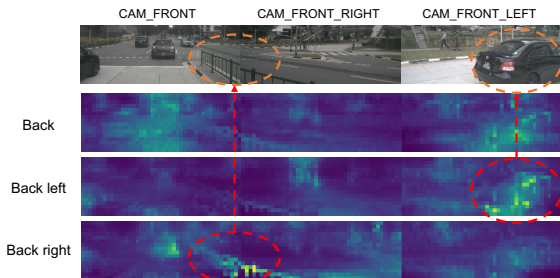 CAM_FRONT CAM_FRONT_RIGHT CAM_FRONT_LEFT
Back
Back left
Back right